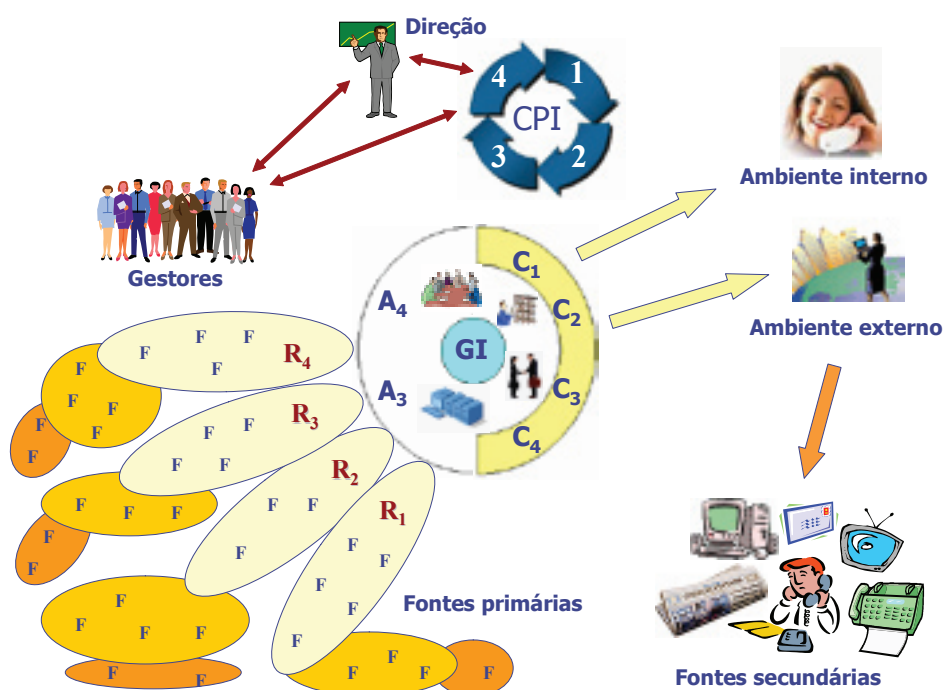 Direção
4 1
CPI
3 2
Ambiente interno
Gestores
Ambiente externo
C1
A4
C2
GI
A3
C3
C4
F F
F R4
F
F
F
F
F
F
F
R3
F F
F F
R2
F F
F
F F F
F
F
R1
F
F
F
F
F
F
F
F
F
F
F
F
F F
F
F
Fontes primárias
Fontes secundárias